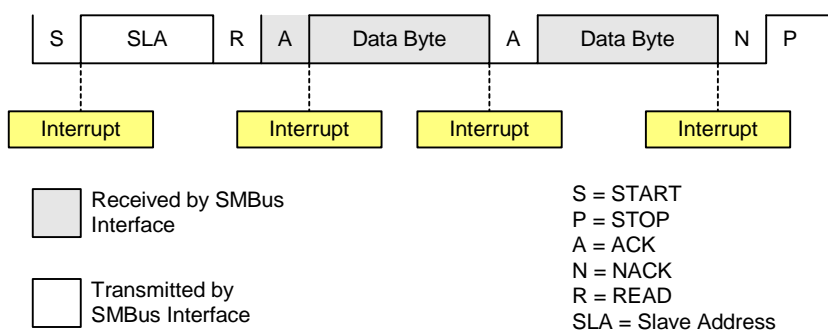 S SLA R A Data Byte A Data Byte N P
Interrupt Interrupt Interrupt Interrupt
Received by SMBus
Interface
Transmitted by
SMBus Interface
S = START
P = STOP
A = ACK
N = NACK
R = READ
SLA = Slave Address